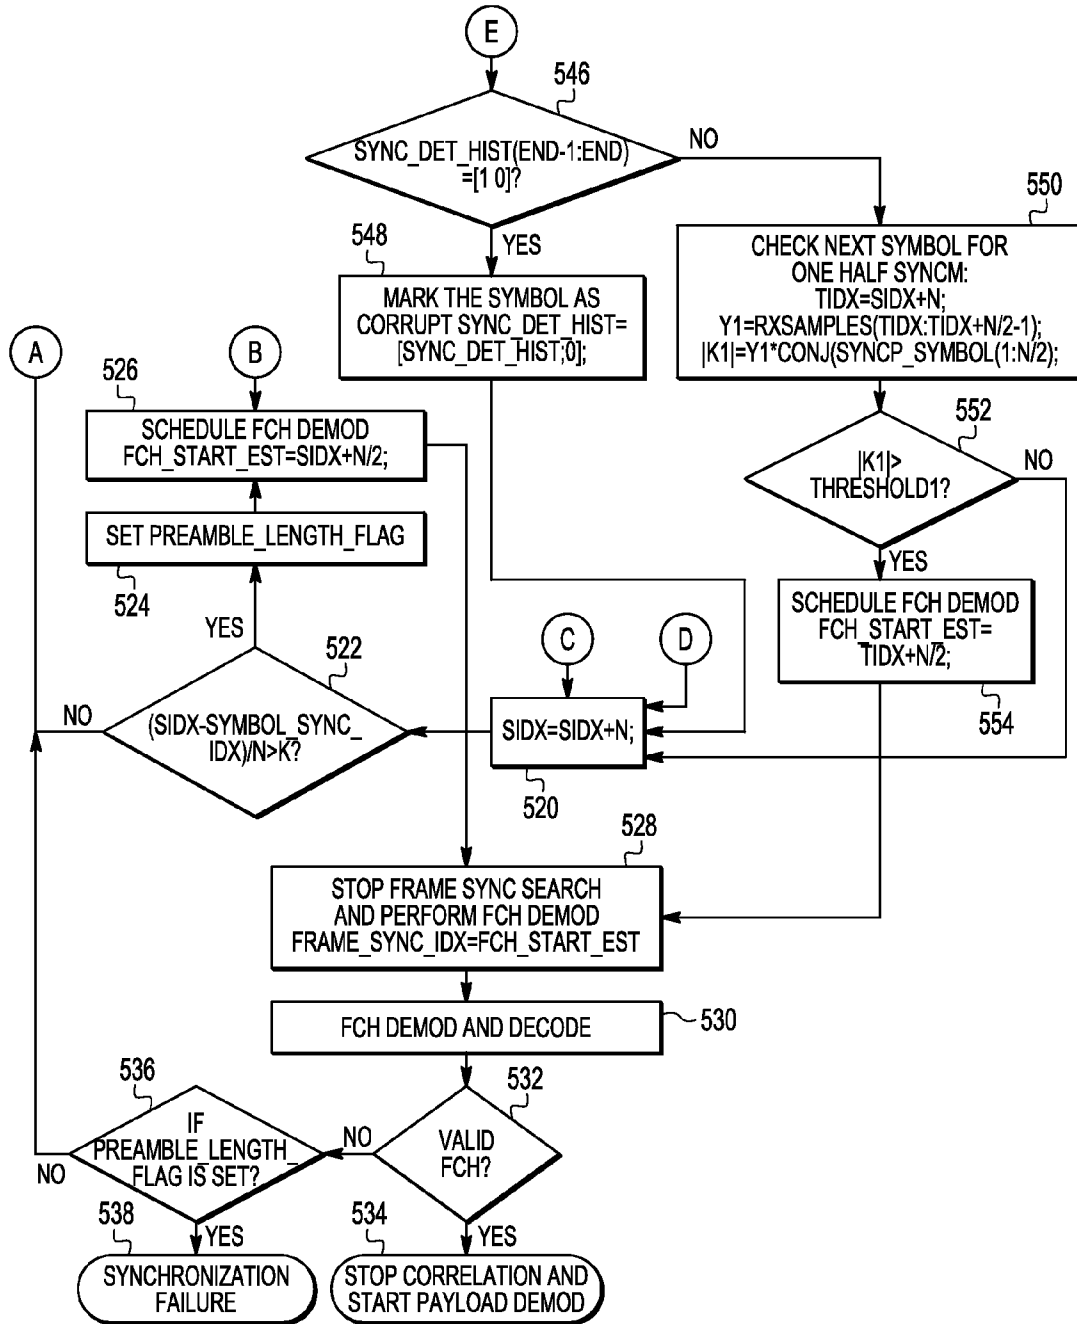 E
546
SYNC_DET_HIST(END-1:END)
=[1 0]?
NO
YES
548
MARK THE SYMBOL AS
CORRUPT SYNC_DET_HIST=
[SYNC_DET_HIST;0];
550
CHECK NEXT SYMBOL FOR
ONE HALF SYNCM:
TIDX=SIDX+N;
Y1=RXSAMPLES(TIDX:TIDX+N/2-1);
|K1|=Y1*CONJ(SYNCP_SYMBOL(1:N/2);
A
B
526
SCHEDULE FCH DEMOD
FCH_START_EST=SIDX+N/2;
552
|K1|>
THRESHOLD1?
NO
YES
SET PREAMBLE_LENGTH_FLAG
524
YES
SCHEDULE FCH DEMOD
FCH_START_EST=
TIDX+N/2;
554
C
D
522
NO
(SIDX-SYMBOL_SYNC_
IDX)/N>K?
SIDX=SIDX+N;
520
528
STOP FRAME SYNC SEARCH
AND PERFORM FCH DEMOD
FRAME_SYNC_IDX=FCH_START_EST
FCH DEMOD AND DECODE
530
536
IF
PREAMBLE_LENGTH_
FLAG IS SET?
NO
NO
532
VALID
FCH?
YES
YES
538
SYNCHRONIZATION
FAILURE
534
STOP CORRELATION AND
START PAYLOAD DEMOD